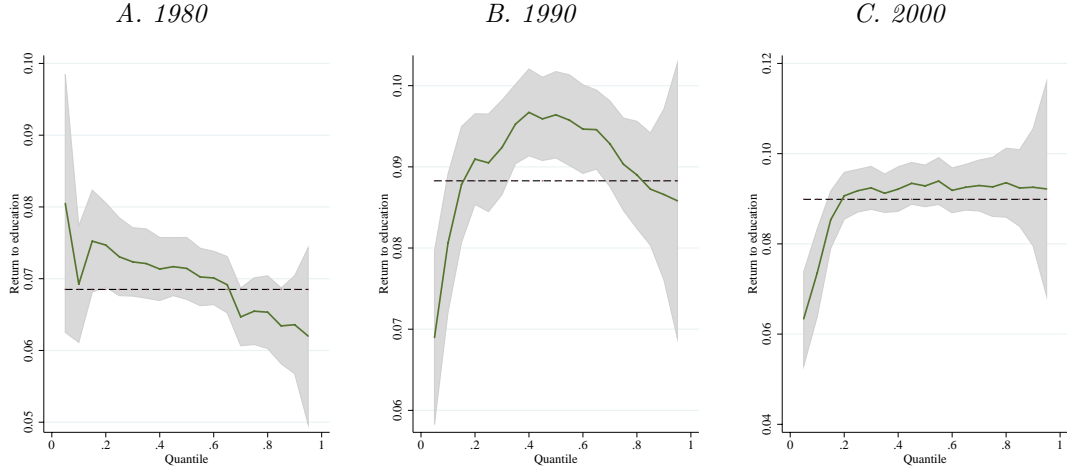 A. 1980
B. 1990
C. 2000
Return to education
0.10
0.09
0.08
0.07
0.06
0.05
0 .2 .4 .6 .8 1
Quantile
Return to education
0.10
0.09
0.08
0.07
0.06
0 .2 .4 .6 .8 1
Quantile
Return to education
0.12
0.10
0.08
0.06
0.04
0 .2 .4 .6 .8 1
Quantile